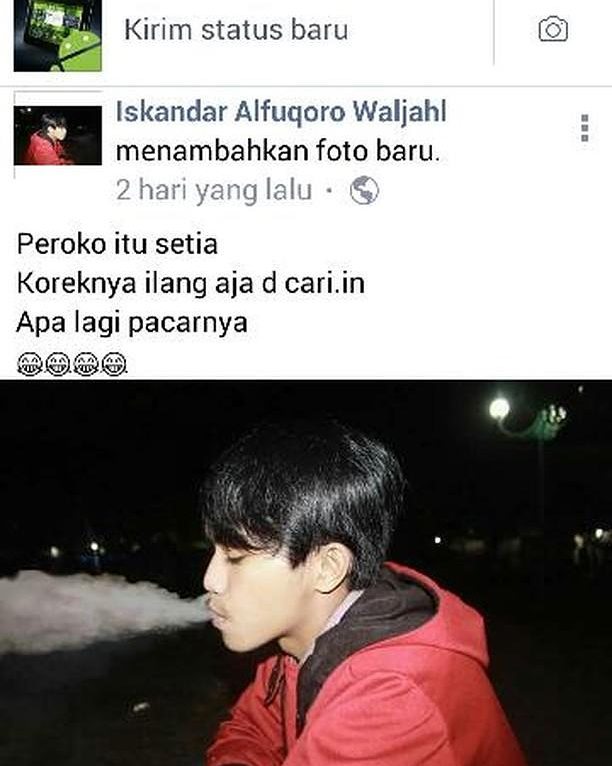 Kirim status baru
Iskandar Alfuqoro Waljahl
menambahkan foto baru.
2 hari yang lalu ·
Peroko itu setia
Koreknya ilang aja d cari.in
Apa lagi pacarnya
😂😂😂😂